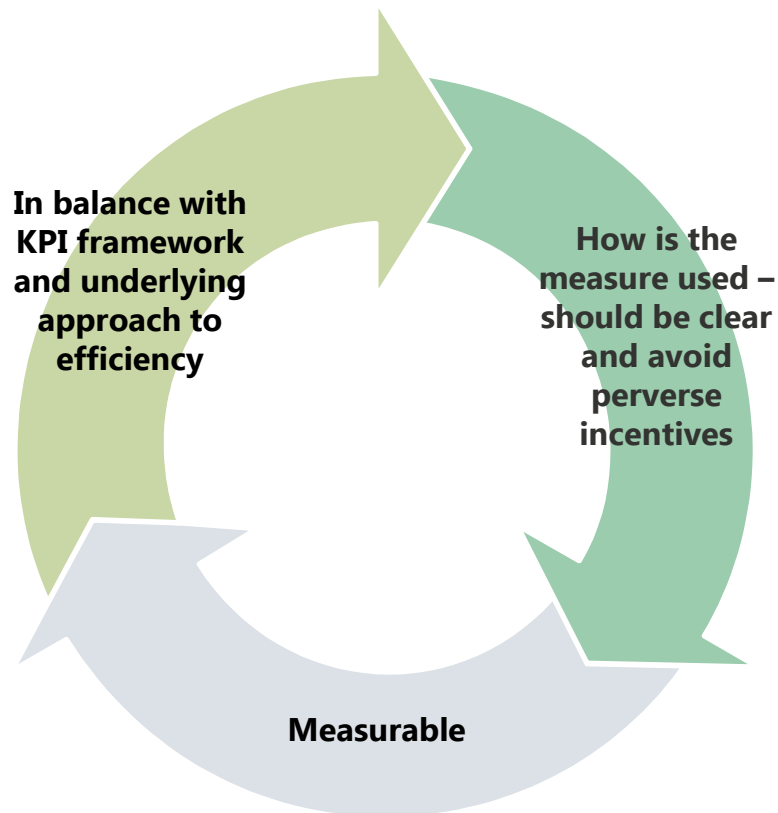 In balance with
KPI framework
and underlying
approach to
efficiency
How is the
measure used –
should be clear
and avoid
perverse
incentives
Measurable